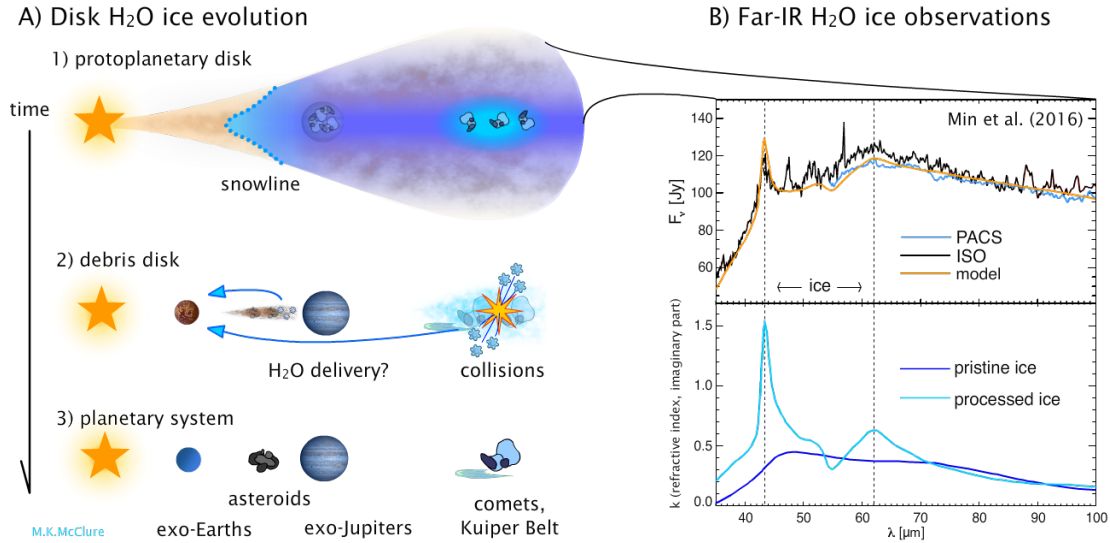 A) Disk H₂O ice evolution
1) protoplanetary disk
time
snowline
2) debris disk
H₂O delivery?
collisions
3) planetary system
asteroids
comets,
Kuiper Belt
exo-Earths
exo-Jupiters
M.K.McClure
B) Far-IR H₂O ice observations
Min et al. (2016)
140
120
100
80
60
Fᵥ [Jy]
PACS
ISO
model
ice
1.5
1.0
0.5
0.0
k (refractive index, imaginary part)
pristine ice
processed ice
40
50
60
70
80
90
100
λ [μm]